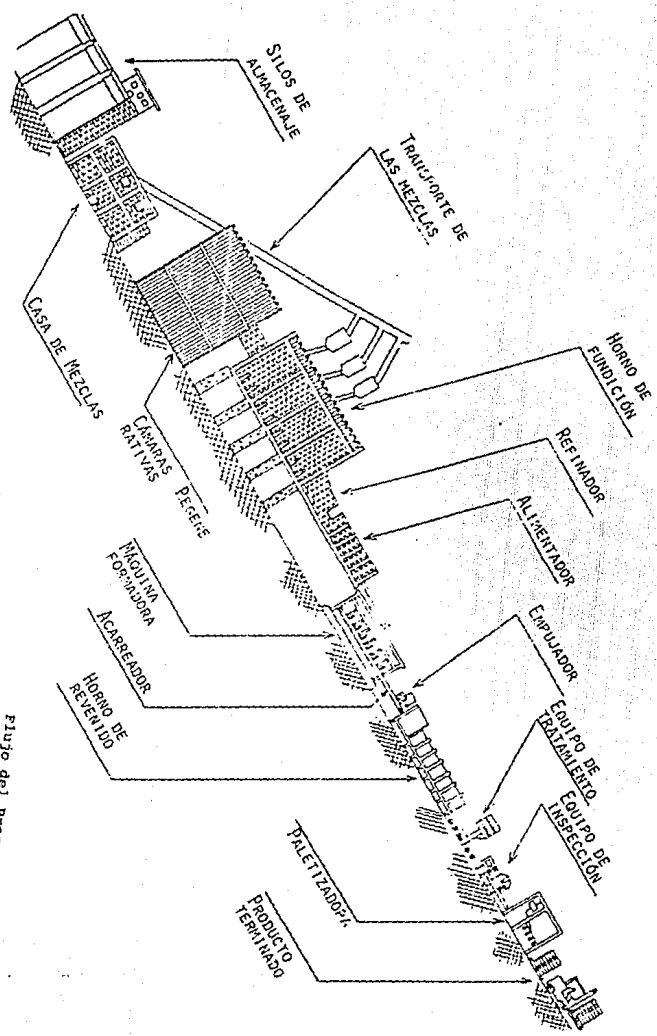 SILOS DE
ALMACENAJE
TRANSPORTE DE
LAS MEZCLAS
HORNO DE
FUNDICIÓN
REFINADOR
ALIMENTADOR
EMPUJADOR
EQUIPO DE
TRATAMIENTO
EQUIPO DE
INSPECCIÓN
CASA DE MEZCLAS
CÁMARAS REGENE
RATIVAS
MÁQUINA
FORMADORA
ACARREADOR
HORNO DE
REVENIDO
PALETIZADORA
PRODUCTO
TERMINADO
Flujo del